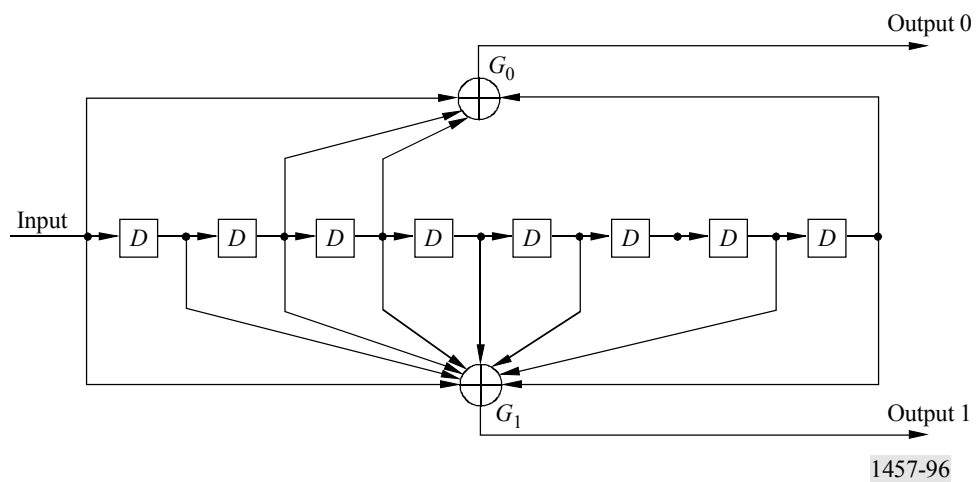 Output 0
G0
Input
D D D D D D D D
G1
Output 1
1457-96